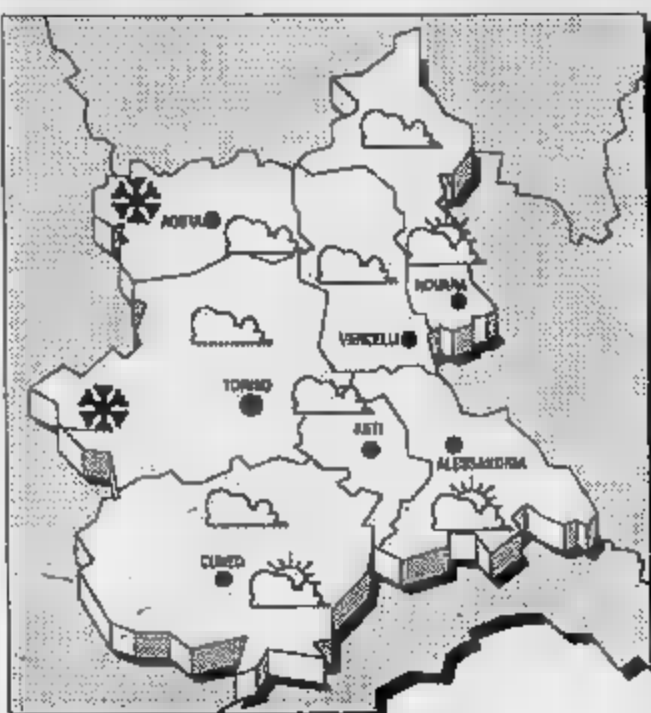 AOSTA
NOVARA
VERCELLI
TORINO
ASTI
ALESSANDRIA
CUNEO